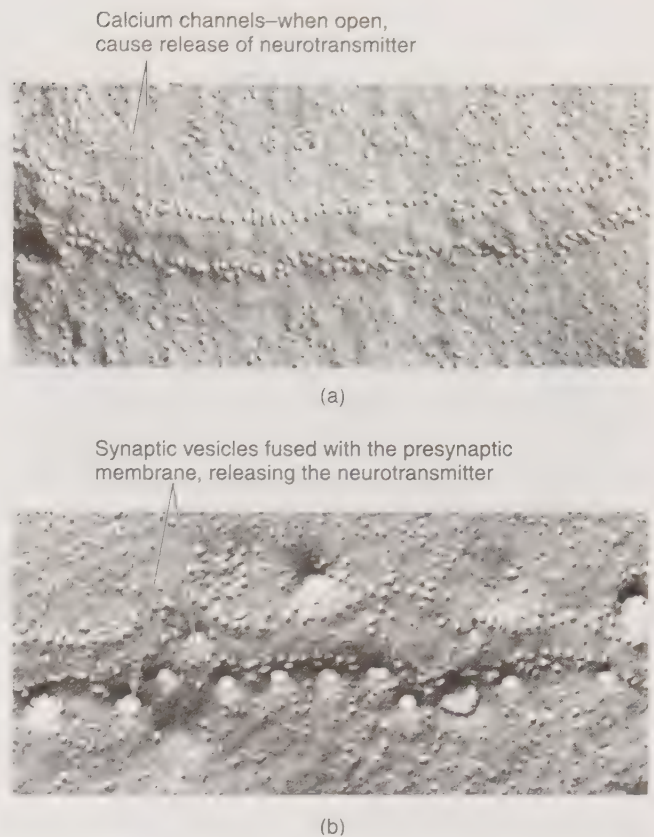 Calcium channels–when open,
cause release of neurotransmitter
(a)
Synaptic vesicles fused with the presynaptic
membrane, releasing the neurotransmitter
(b)